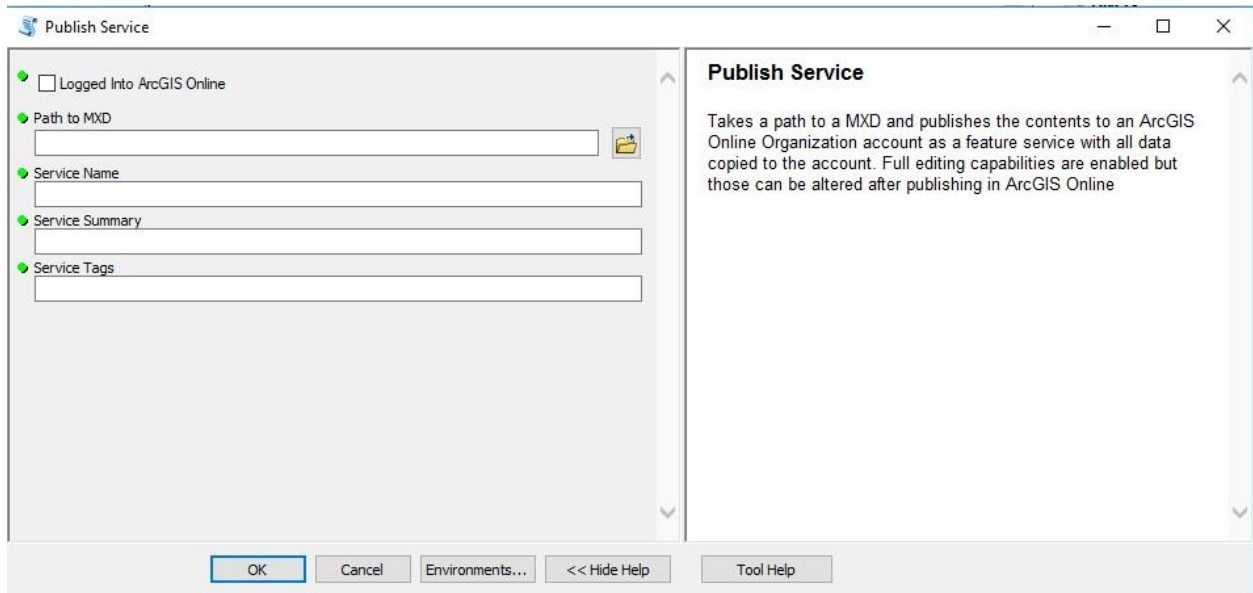 Publish Service
Logged Into ArcGIS Online
Path to MXD
Service Name
Service Summary
Service Tags
Publish Service
Takes a path to a MXD and publishes the contents to an ArcGIS
Online Organization account as a feature service with all data
copied to the account. Full editing capabilities are enabled but
those can be altered after publishing in ArcGIS Online
OK
Cancel
Environments...
<< Hide Help
Tool Help